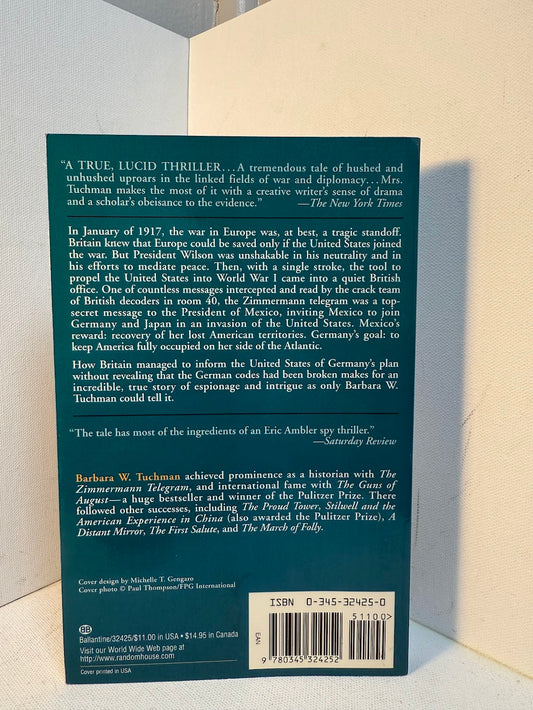 “A TRUE, LUCID THRILLER...A tremendous tale of hushed and
unhushed uproars in the linked fields of war and diplomacy...Mrs.
Tuchman makes the most of it with a creative writer's sense of drama
and a scholar's obeisance to the evidence.” —The New York Times
In January of 1917, the war in Europe was, at best, a tragic standoff.
Britain knew that Europe could be saved only if the United States joined
the war. But President Wilson was unshakable in his neutrality and in
his efforts to mediate peace. Then, with a single stroke, the tool to
propel the United States into World War I came into a quiet British
office. One of countless messages intercepted and read by the crack team
of British decoders in room 40, the Zimmermann telegram was a top-
secret message to the President of Mexico, inviting Mexico to join
Germany and Japan in an invasion of the United States. Mexico's
reward: recovery of her lost American territories. Germany's goal: to
keep America fully occupied on her side of the Atlantic.
How Britain managed to inform the United States of Germany's plan
without revealing that the German codes had been broken makes for an
incredible, true story of espionage and intrigue as only Barbara W.
Tuchman could tell it.
“The tale has most of the ingredients of an Eric Ambler spy thriller.”
—Saturday Review
Barbara W. Tuchman achieved prominence as a historian with The
Zimmermann Telegram, and international fame with The Guns of
August—a huge bestseller and winner of the Pulitzer Prize. There
followed other successes, including The Proud Tower, Stilwell and the
American Experience in China (also awarded the Pulitzer Prize), A
Distant Mirror, The First Salute, and The March of Folly.
Cover design by Michelle T. Gengaro
Cover photo © Paul Thompson/FPG International
BB
Ballantine/32425/$11.00 in USA • $14.95 in Canada
Visit our World Wide Web page at
http://www.randomhouse.com
Cover printed in USA
ISBN 0-345-32425-0
51100>
EAN
9 780345 324252